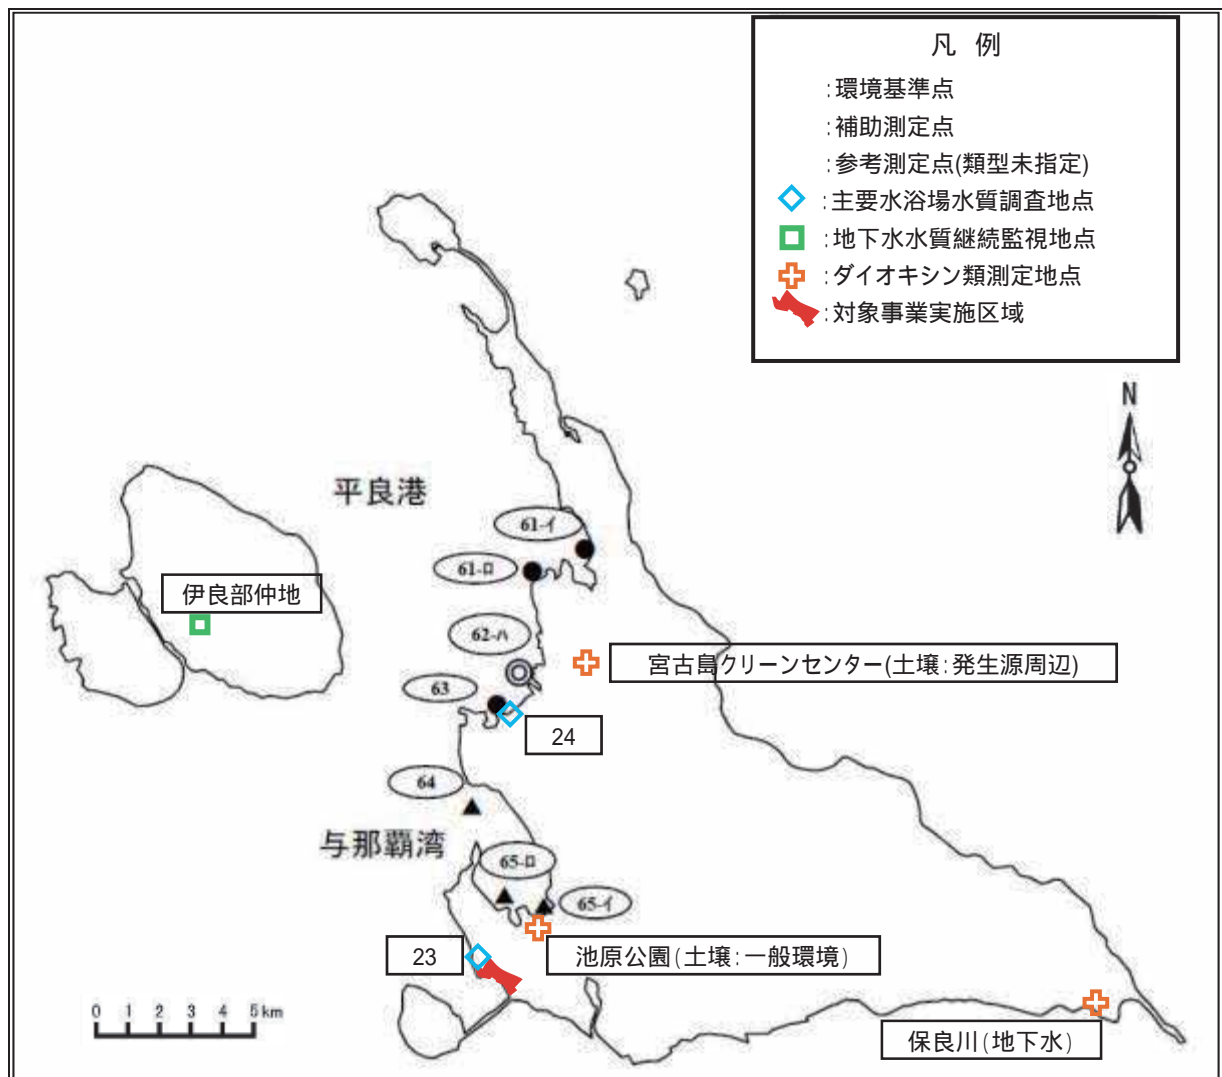 凡 例
:環境基準点
:補助測定点
:参考測定点(類型未指定)
:主要水浴場水質調査地点
:地下水水質継続監視地点
:ダイオキシン類測定地点
:対象事業実施区域
N
平良港
61-イ
61-ロ
伊良部仲地
62-ハ
宮古島クリーンセンター(土壌:発生源周辺)
63
24
64
与那覇湾
65-ロ
65-イ
23
池原公園(土壌:一般環境)
0 1 2 3 4 5km
保良川(地下水)